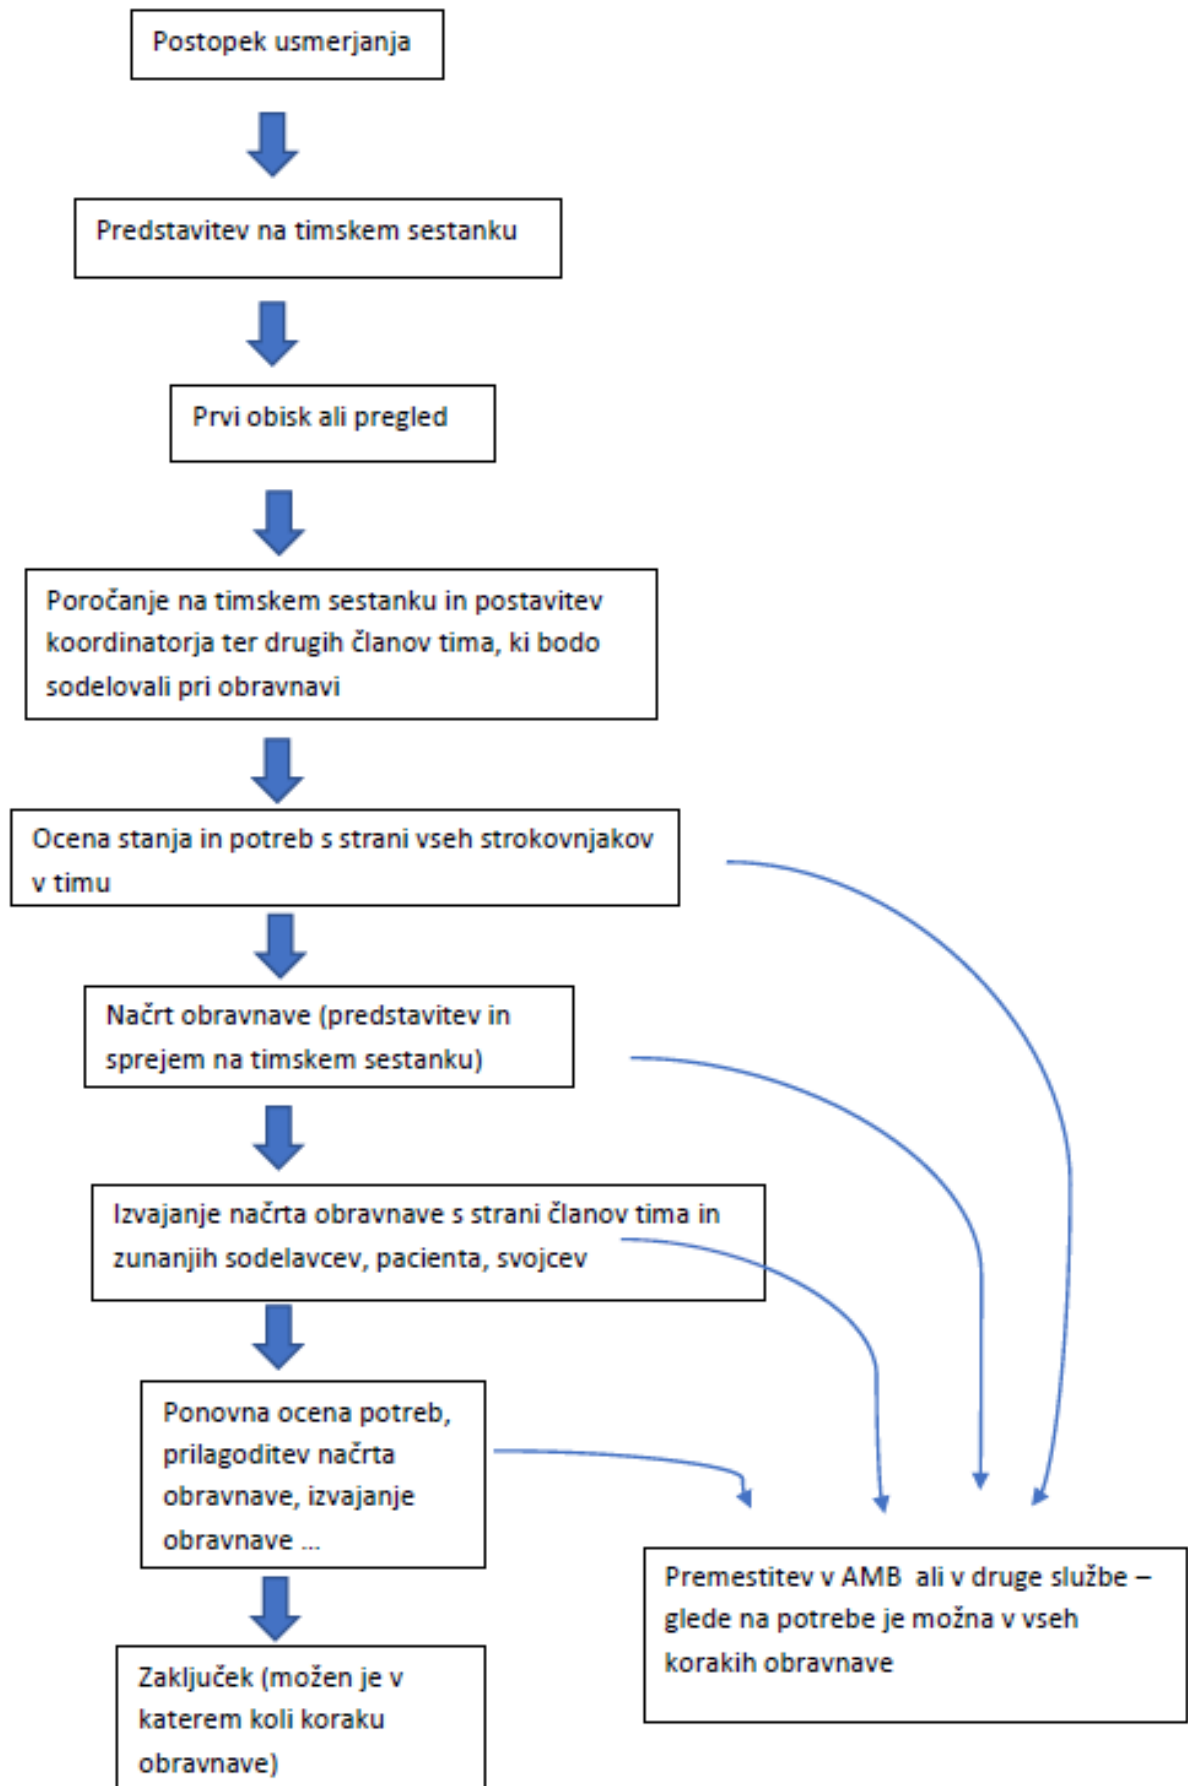 Postopek usmerjanja
Predstavitev na timskem sestanku
Prvi obisk ali pregled
Poročanje na timskem sestanku in postavitev
koordinatorja ter drugih članov tima, ki bodo
sodelovali pri obravnavi
Ocena stanja in potreb s strani vseh strokovnjakov
v timu
Načrt obravnave (predstavitev in
sprejem na timskem sestanku)
Izvajanje načrta obravnave s strani članov tima in
zunanjih sodelavcev, pacienta, svojcev
Ponovna ocena potreb,
prilagoditev načrta
obravnave, izvajanje
obravnave ...
Zaključek (možen je v
katerem koli koraku
obravnave)
Premestitev v AMB ali v druge službe –
glede na potrebe je možna v vseh
korakih obravnave